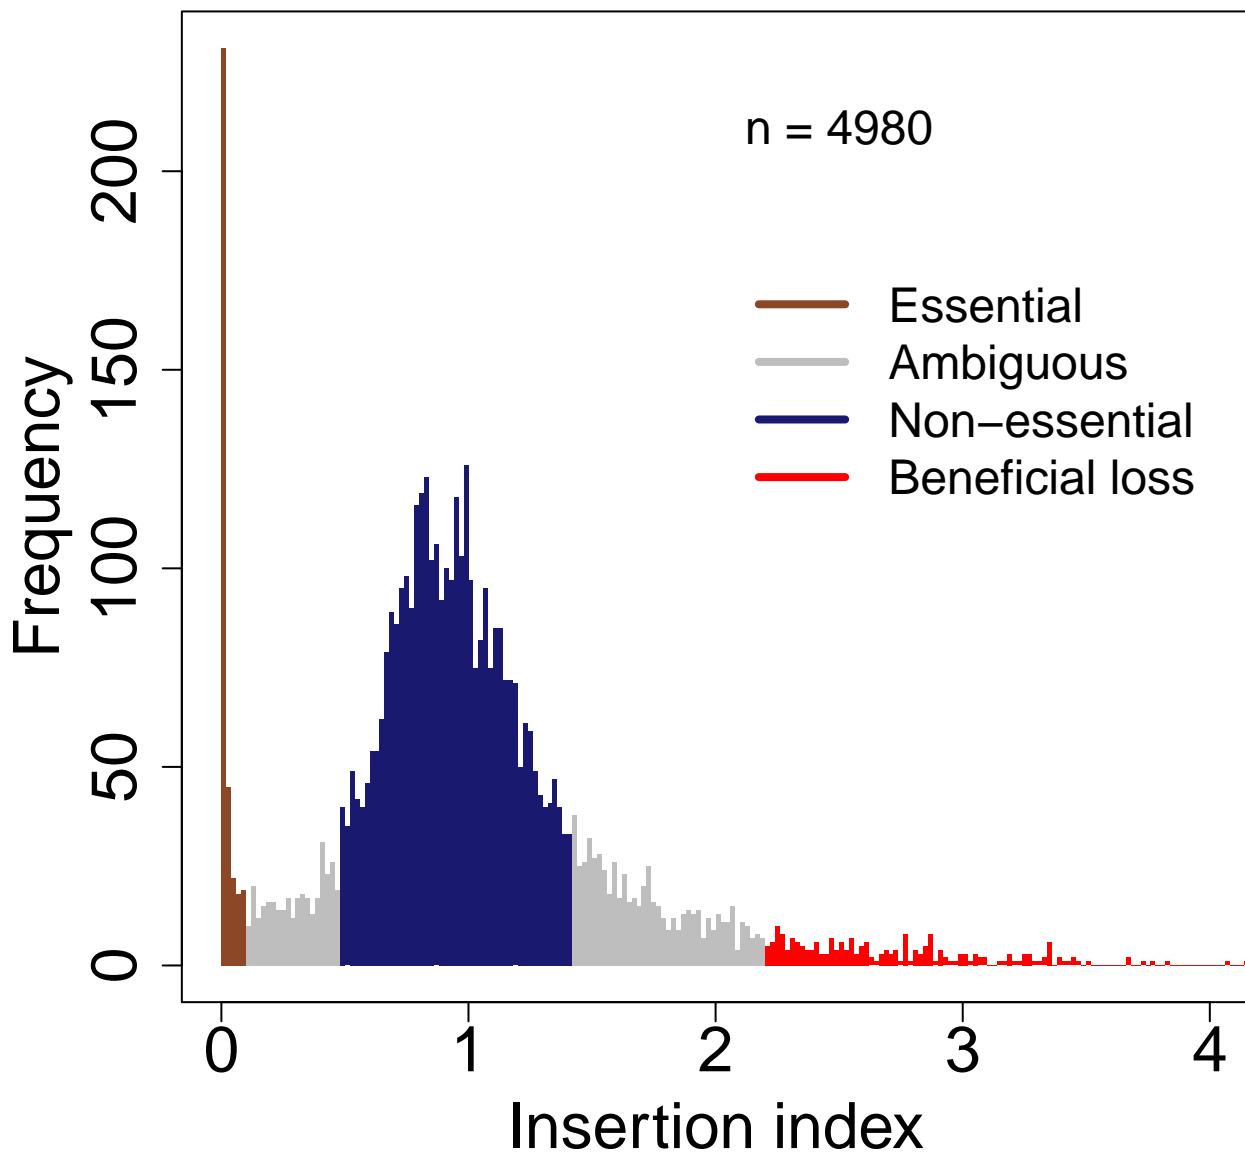 n = 4980
Essential
Ambiguous
Non−essential
Beneficial loss
Frequency
200
150
100
50
0
0 1 2 3 4
Insertion index